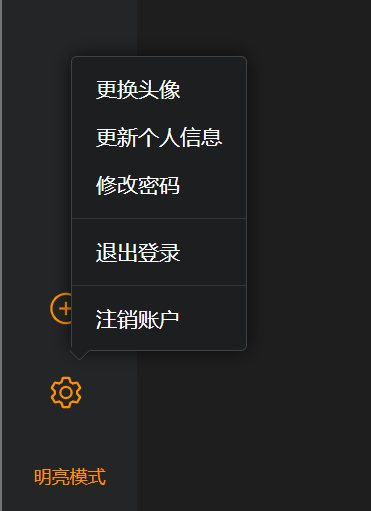 更换头像
更新个人信息
修改密码
退出登录
注销账户
明亮模式